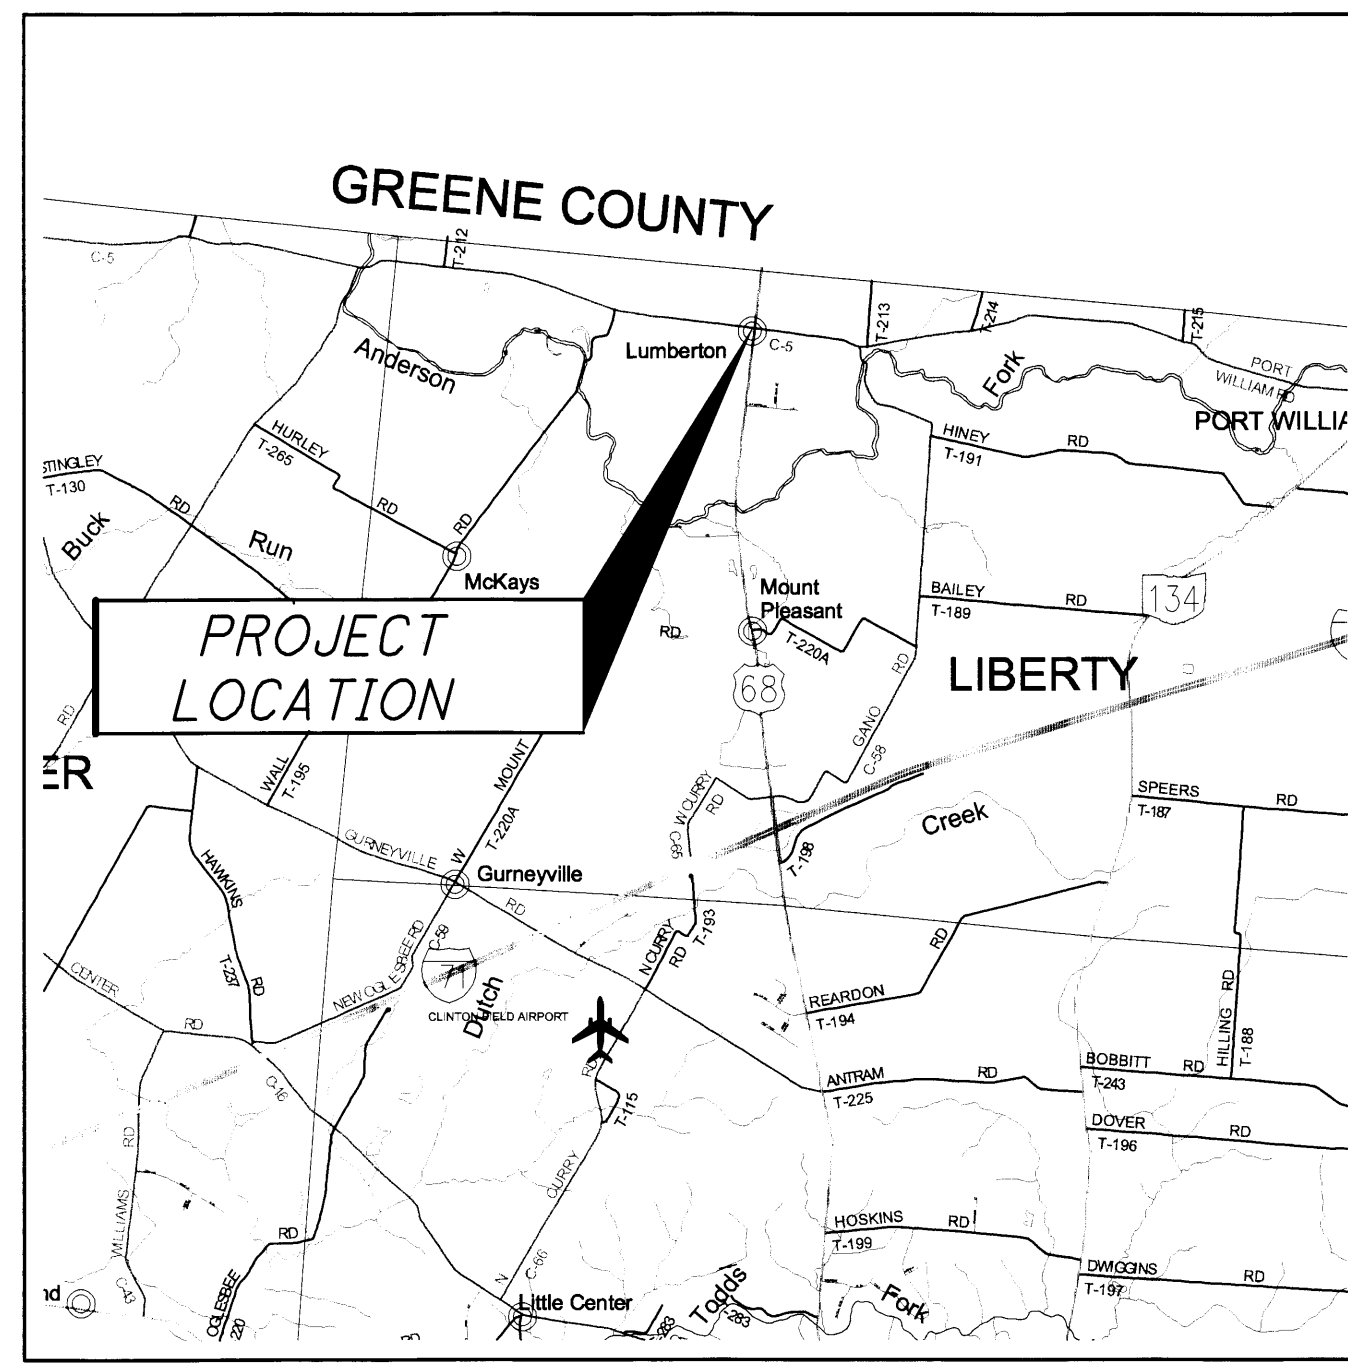 GREENE COUNTY
C-5
T-212
T-213
T-214
T-215
Lumberton
C-5
Anderson
Fork
PORT
WILLIAM RD
PORT WILLIA
HURLEY
T-265
RD
RD
HINEY
RD
T-191
STINGLEY
T-130
RD
Buck
Run
McKays
Mount
Pleasant
BAILEY
RD
T-189
134
PROJECT
LOCATION
RD
T-220A
RD
LIBERTY
68
RD
ER
WALL
T-195
MOUNT
T-220A
W
GANO
C-58
W CURRY
RD
C-65
SPEERS
RD
T-187
Creek
T-198
GURNEYVILLE
Gurneyville
RD
HAWKINS
T-237
RD
NEW OGLESBEE RD
C-59
N CURRY
RD
T-193
RD
CENTER
RD
71
Dutch
CLINTON FIELD AIRPORT
REARDON
T-194
HILLING
RD
T-188
C-16
RD
T-115
ANTRAM
RD
T-225
BOBBITT
RD
T-243
DOVER
RD
T-196
RD
WILLIAMS
C-43
CURRY
N
C-66
RD
OGLESBEE
220
HOSKINS
RD
T-199
DWIGGINS
RD
T-197
nd
Little Center
T-283
Todds
Fork